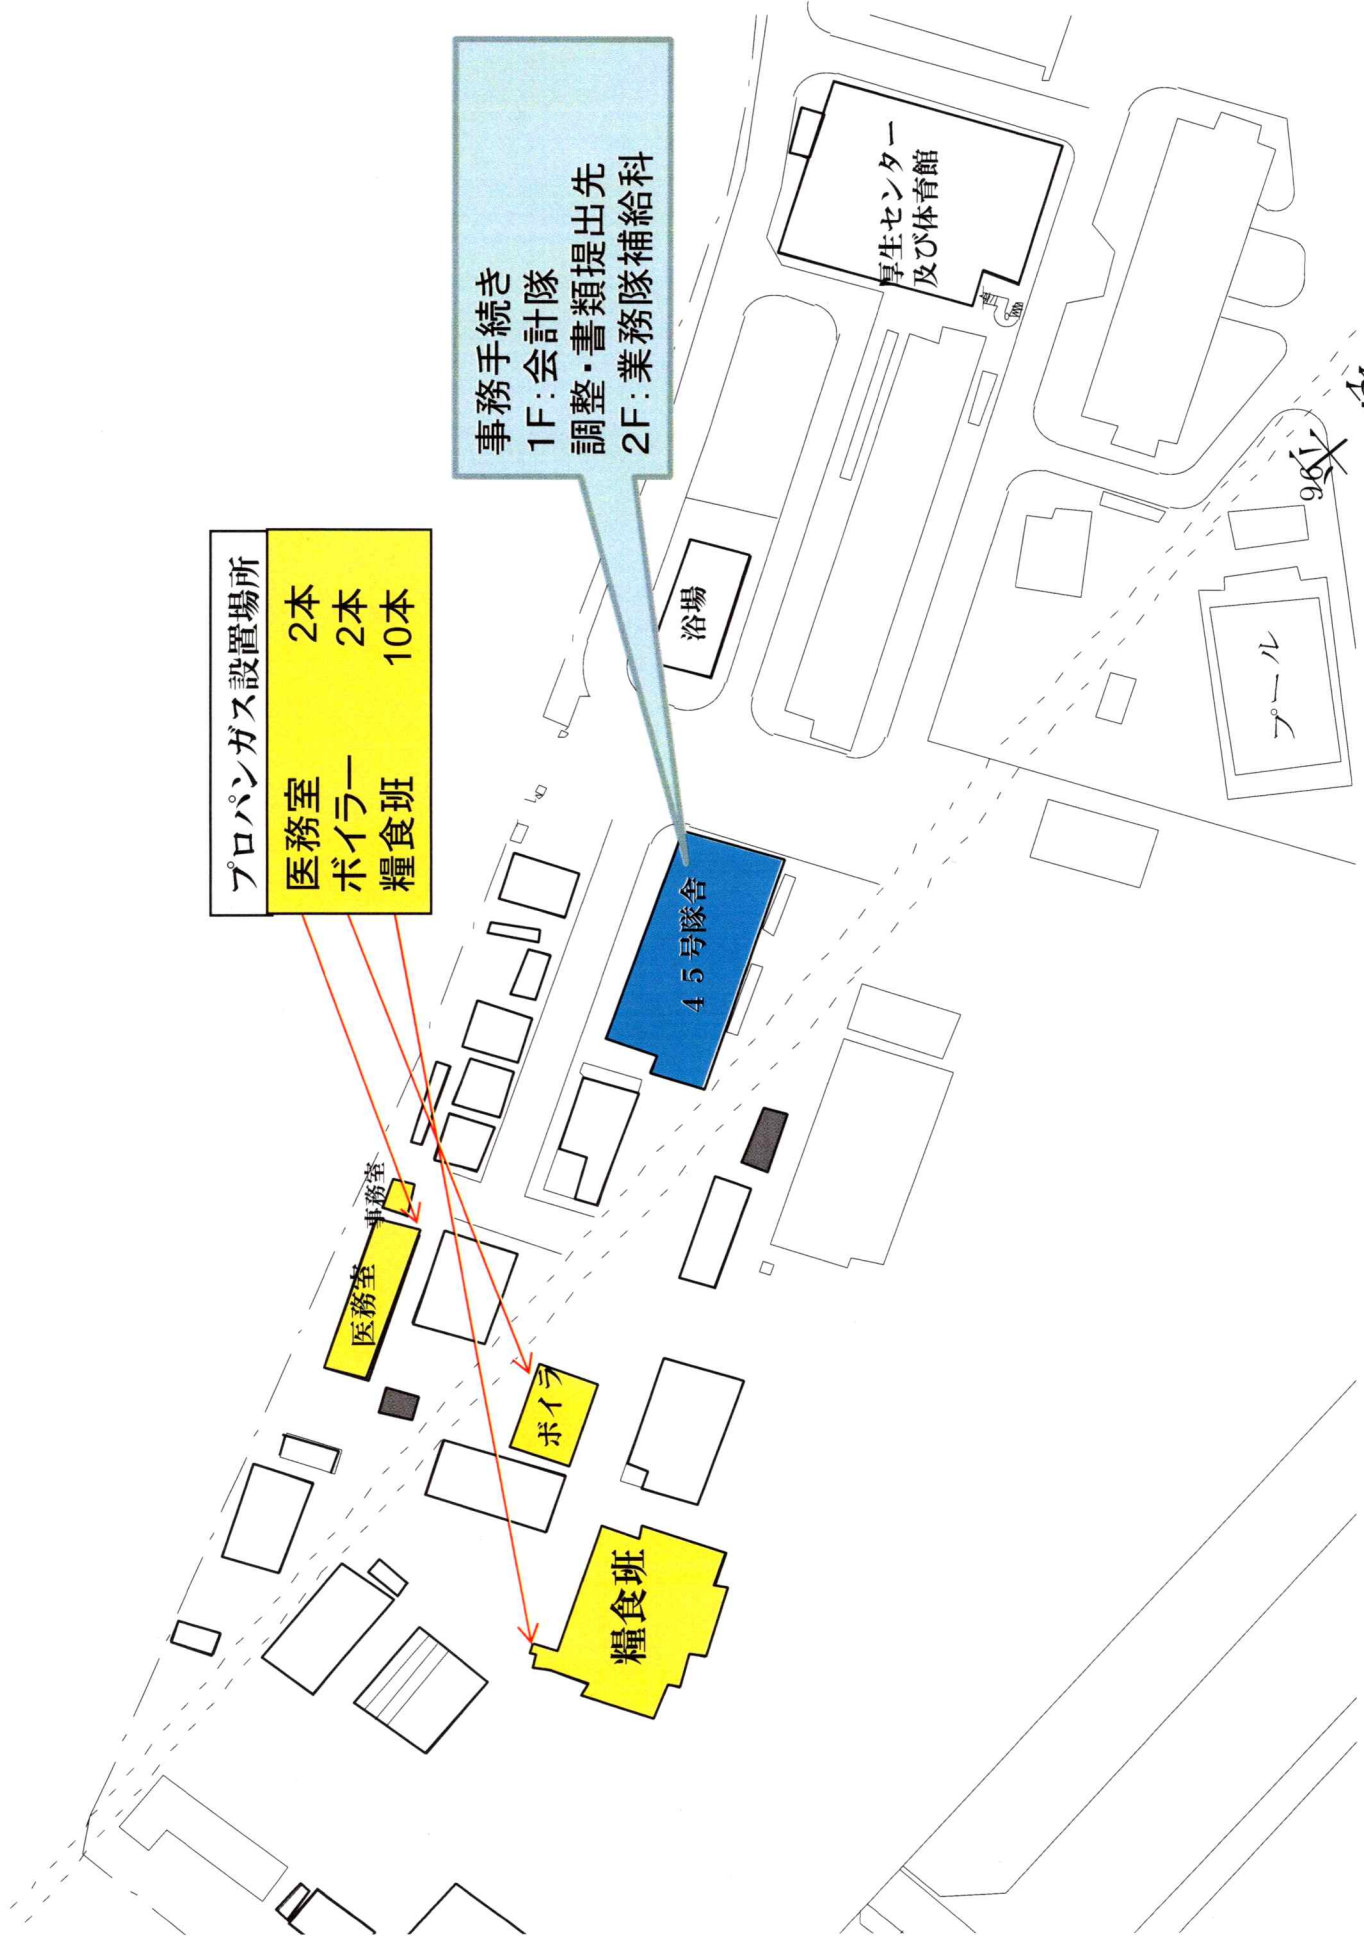 プロパンガス設置場所
医務室 2本
ボイラー 2本
糧食班 10本
事務手続き
1F:会計隊
調整・書類提出先
2F:業務隊補給科
事務室
医務室
ボイラ
糧食班
45号隊舎
浴場
厚生センター
及び体育館
プール
96